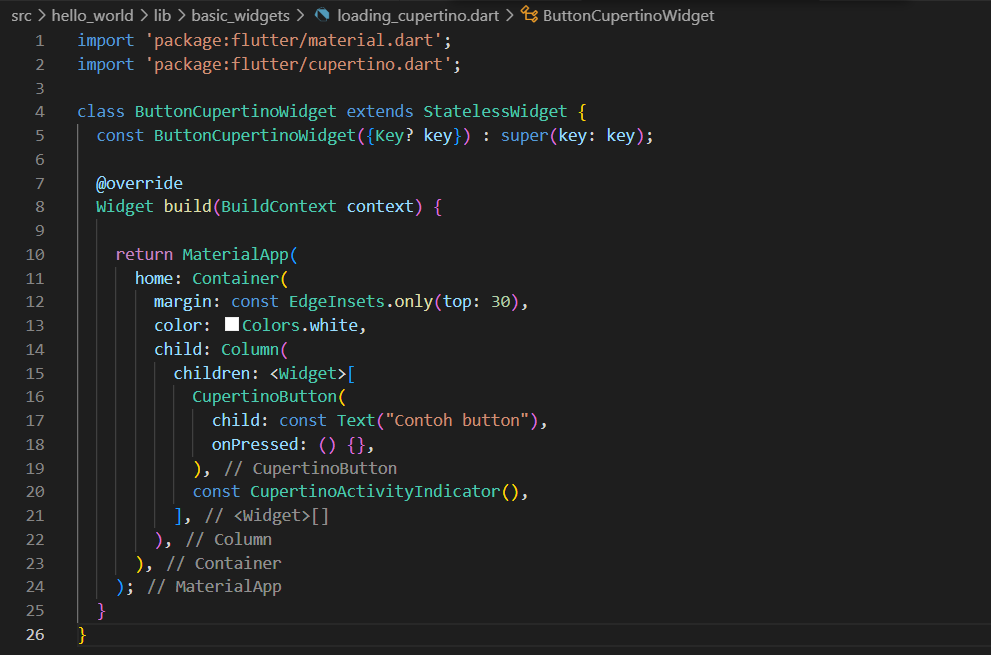 src > hello_world > lib > basic_widgets > loading_cupertino.dart > ButtonCupertinoWidget
1 import 'package:flutter/material.dart';
2 import 'package:flutter/cupertino.dart';
3
4 class ButtonCupertinoWidget extends StatelessWidget {
5   const ButtonCupertinoWidget({Key? key}) : super(key: key);
6
7   @override
8   Widget build(BuildContext context) {
9
10     return MaterialApp(
11       home: Container(
12         margin: const EdgeInsets.only(top: 30),
13         color: Colors.white,
14         child: Column(
15           children: <Widget>[
16             CupertinoButton(
17               child: const Text("Contoh button"),
18               onPressed: () {},
19             ), // CupertinoButton
20             const CupertinoActivityIndicator(),
21           ], // <Widget>[]
22         ), // Column
23       ), // Container
24     ); // MaterialApp
25   }
26 }